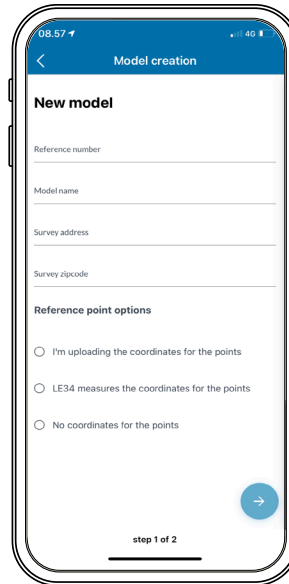 08.57
4G
Model creation
New model
Reference number
Model name
Survey address
Survey zipcode
Reference point options
I'm uploading the coordinates for the points
LE34 measures the coordinates for the points
No coordinates for the points
step 1 of 2